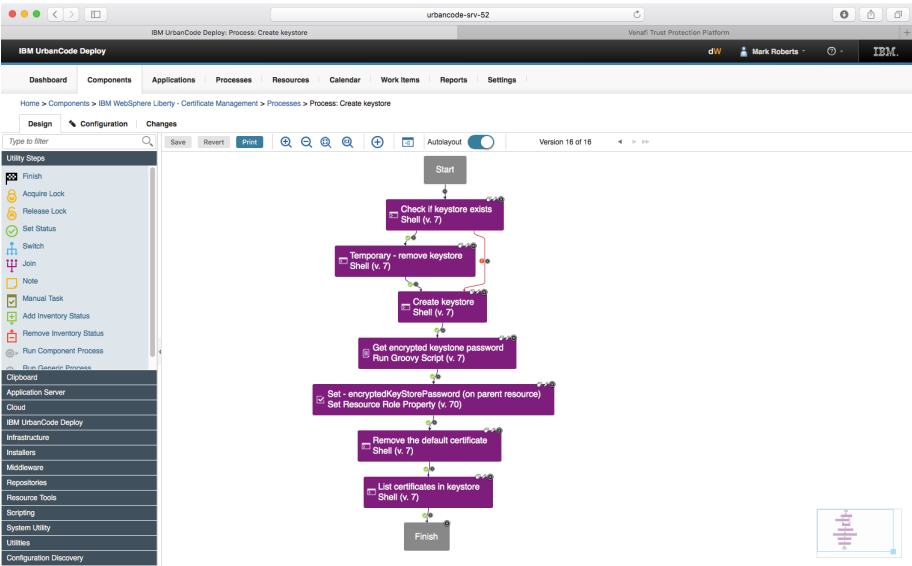 urbancode-srv-52
IBM UrbanCode Deploy: Process: Create keystore
Venafi Trust Protection Platform
IBM UrbanCode Deploy
dW
Mark Roberts
IBM.
Dashboard Components Applications Processes Resources Calendar Work Items Reports Settings
Home > Components > IBM WebSphere Liberty - Certificate Management > Processes > Process: Create keystore
Design Configuration Changes
Type to filter
Save Revert Print Autolayout Version 16 of 16
Utility Steps
Finish
Acquire Lock
Release Lock
Set Status
Switch
Join
Note
Manual Task
Add Inventory Status
Remove Inventory Status
Run Component Process
Run Generic Process
Clipboard
Application Server
Cloud
IBM UrbanCode Deploy
Infrastructure
Installers
Middleware
Repositories
Resource Tools
Scripting
System Utility
Utilities
Configuration Discovery
Start
Check if keystore exists
Shell (v. 7)
Temporary - remove keystore
Shell (v. 7)
Create keystore
Shell (v. 7)
Get encrypted keystone password
Run Groovy Script (v. 7)
Set - encryptedKeyStorePassword (on parent resource)
Set Resource Role Property (v. 70)
Remove the default certificate
Shell (v. 7)
List certificates in keystore
Shell (v. 7)
Finish